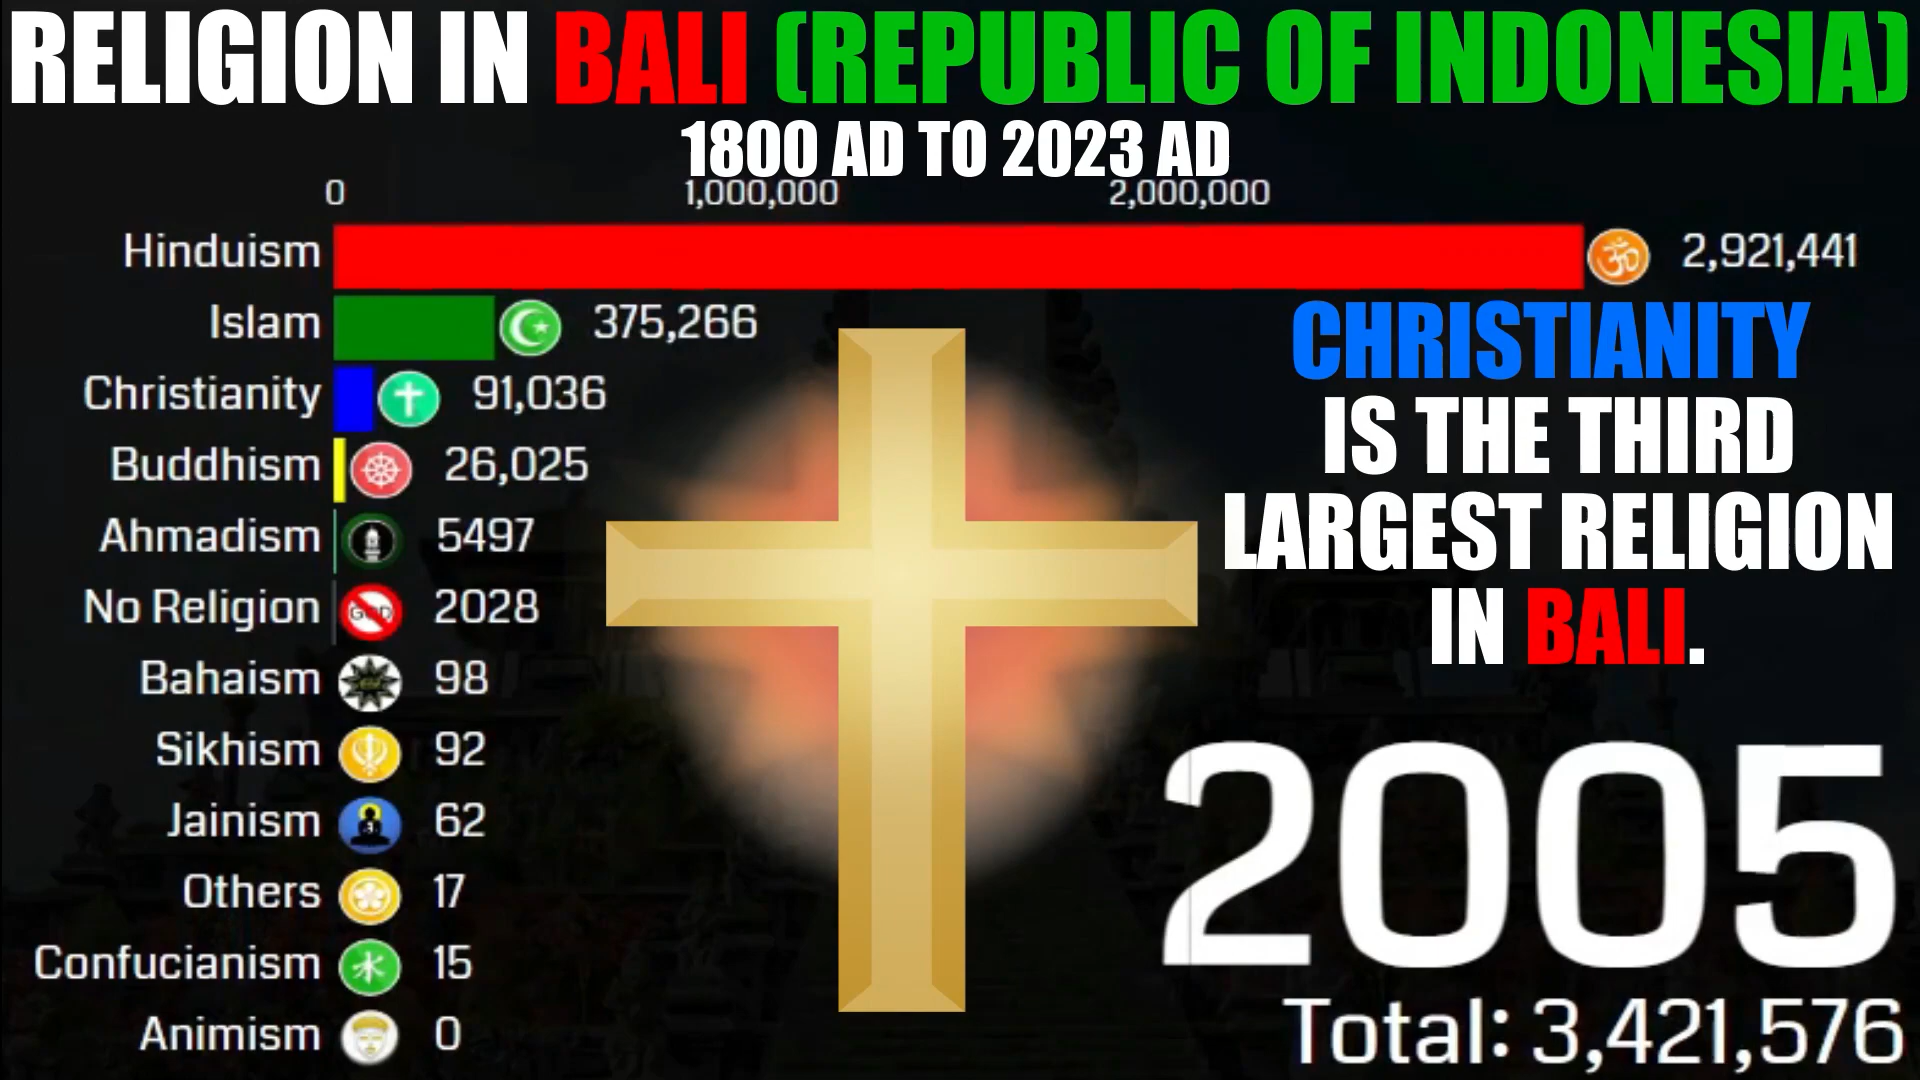 RELIGION IN BALI (REPUBLIC OF INDONESIA)
1800 AD TO 2023 AD
0 1,000,000 2,000,000
Hinduism 2,921,441
Islam 375,266
Christianity 91,036
Buddhism 26,025
Ahmadism 5497
No Religion GOD 2028
Bahaism 98
Sikhism 92
Jainism 62
Others 17
Confucianism 15
Animism 0
CHRISTIANITY
IS THE THIRD
LARGEST RELIGION
IN BALI.
2005
Total: 3,421,576